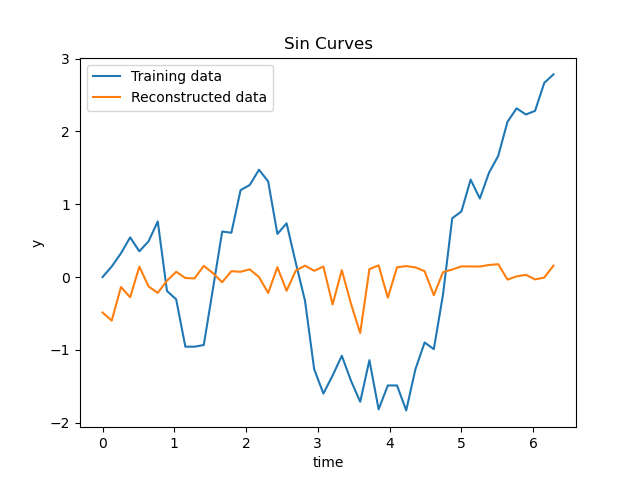 Sin Curves
Training data
Reconstructed data
3
2
1
0
−1
−2
y
0 1 2 3 4 5 6
time